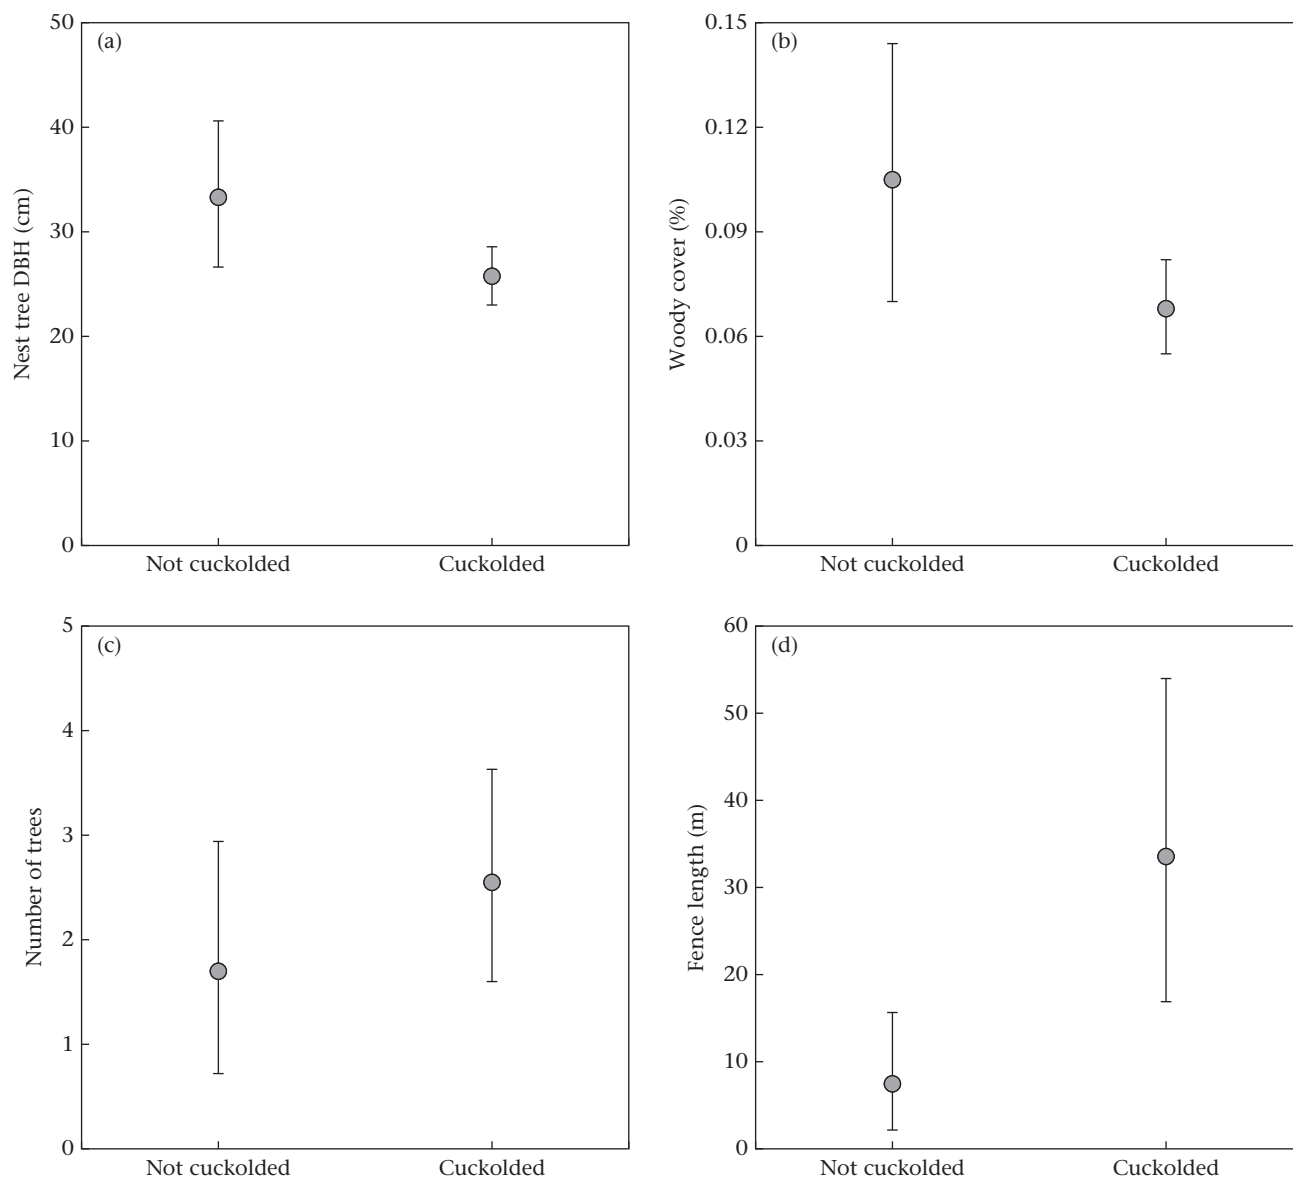 (a)
Nest tree DBH (cm)
50
40
30
20
10
0
Not cuckolded
Cuckolded
(b)
Woody cover (%)
0.15
0.12
0.09
0.06
0.03
0
Not cuckolded
Cuckolded
(c)
Number of trees
5
4
3
2
1
0
Not cuckolded
Cuckolded
(d)
Fence length (m)
60
50
40
30
20
10
0
Not cuckolded
Cuckolded